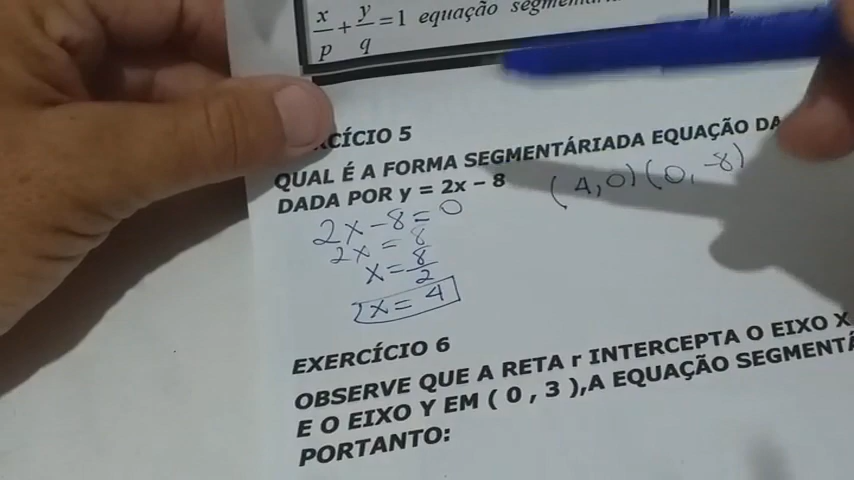 x/p + y/q = 1 equação
CÍCIO 5
QUAL É A FORMA SEGMENTÁRIADA EQUAÇÃO DA
DADA POR y = 2x – 8 (4,0) (0,-8)
2x-8=0
2x = 8
x=8/2
x= 4
EXERCÍCIO 6
OBSERVE QUE A RETA r INTERCEPTA O EIXO X
E O EIXO Y EM ( 0 , 3 ),A EQUAÇÃO SEGMENTÁ
PORTANTO: